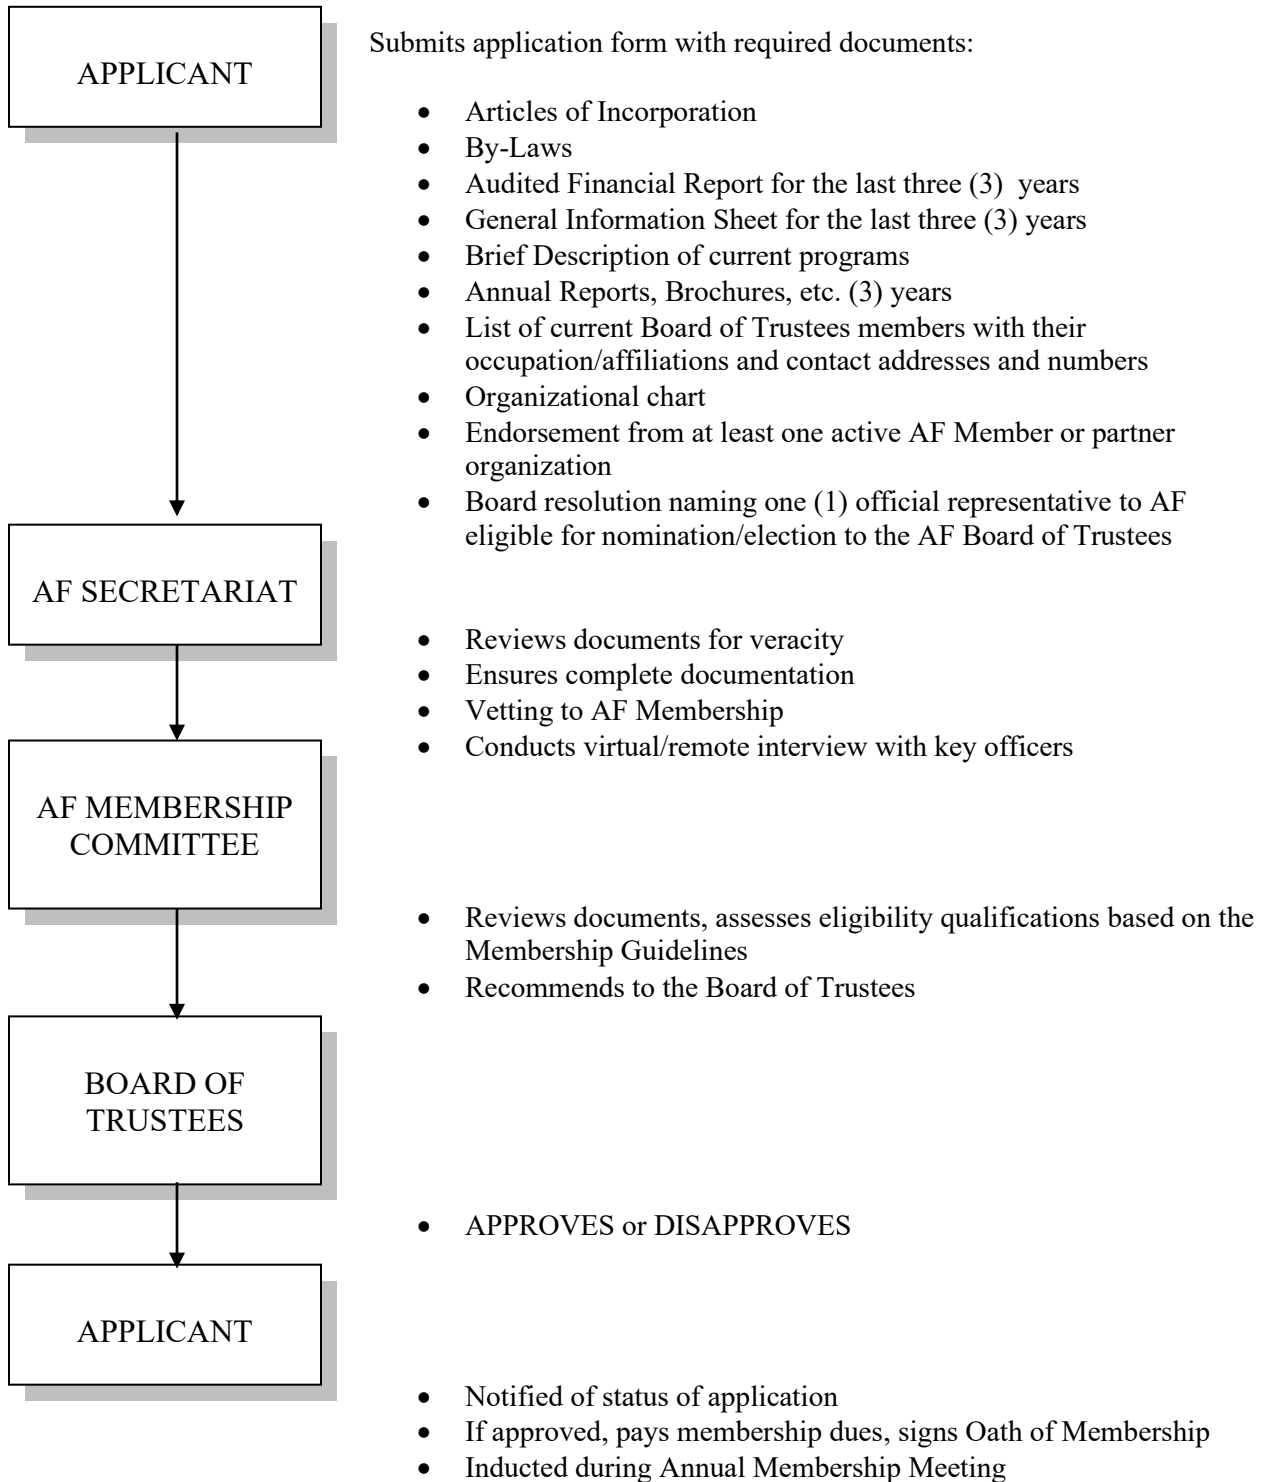 APPLICANT
Submits application form with required documents:
• Articles of Incorporation
• By-Laws
• Audited Financial Report for the last three (3)  years
• General Information Sheet for the last three (3) years
• Brief Description of current programs
• Annual Reports, Brochures, etc. (3) years
• List of current Board of Trustees members with their
occupation/affiliations and contact addresses and numbers
• Organizational chart
• Endorsement from at least one active AF Member or partner
organization
• Board resolution naming one (1) official representative to AF
eligible for nomination/election to the AF Board of Trustees
AF SECRETARIAT
• Reviews documents for veracity
• Ensures complete documentation
• Vetting to AF Membership
• Conducts virtual/remote interview with key officers
AF MEMBERSHIP
COMMITTEE
• Reviews documents, assesses eligibility qualifications based on the
Membership Guidelines
• Recommends to the Board of Trustees
BOARD OF
TRUSTEES
• APPROVES or DISAPPROVES
APPLICANT
• Notified of status of application
• If approved, pays membership dues, signs Oath of Membership
• Inducted during Annual Membership Meeting